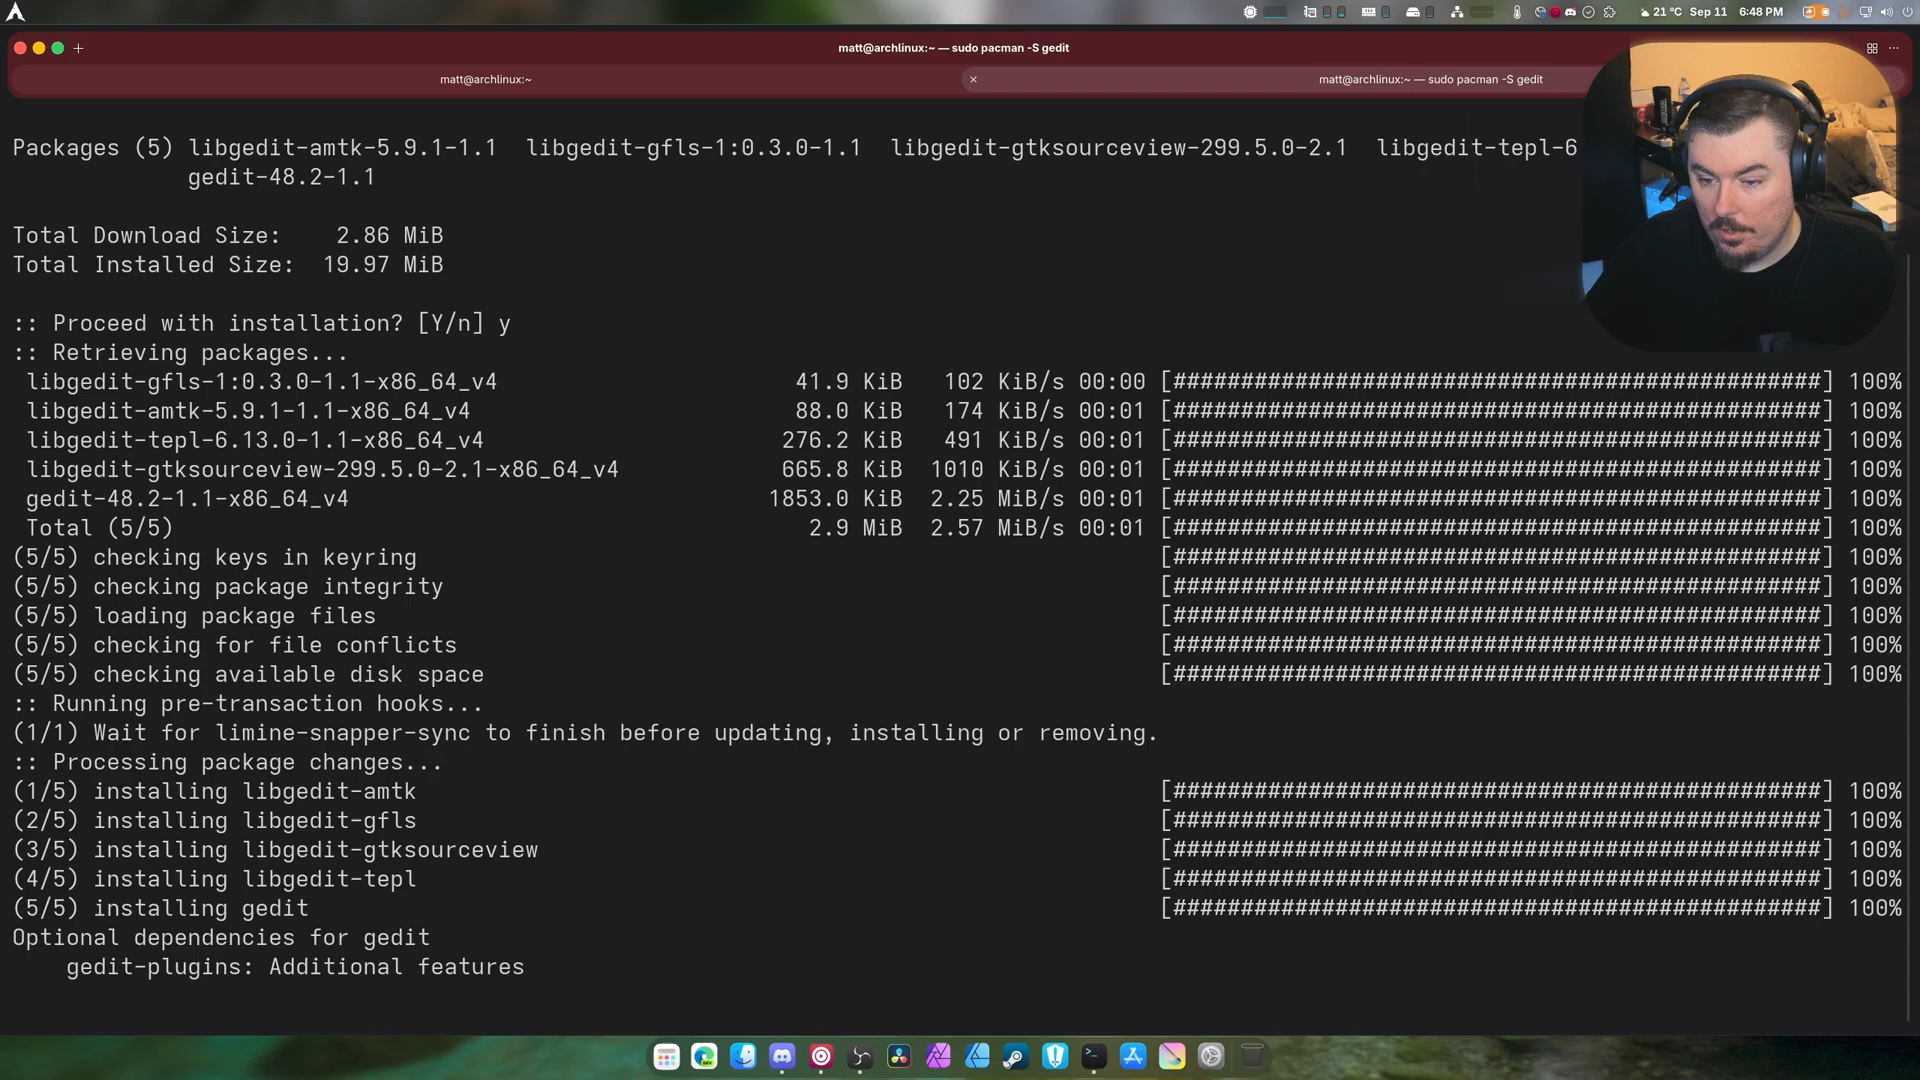 21 °C Sep 11 6:48 PM
matt@archlinux:~ — sudo pacman -S gedit
matt@archlinux:~
matt@archlinux:~ — sudo pacman -S gedit
Packages (5) libgedit-amtk-5.9.1-1.1 libgedit-gfls-1:0.3.0-1.1 libgedit-gtksourceview-299.5.0-2.1 libgedit-tepl-6
gedit-48.2-1.1
Total Download Size: 2.86 MiB
Total Installed Size: 19.97 MiB
:: Proceed with installation? [Y/n] y
:: Retrieving packages...
libgedit-gfls-1:0.3.0-1.1-x86_64_v4 41.9 KiB 102 KiB/s 00:00 [################################################] 100%
libgedit-amtk-5.9.1-1.1-x86_64_v4 88.0 KiB 174 KiB/s 00:01 [################################################] 100%
libgedit-tepl-6.13.0-1.1-x86_64_v4 276.2 KiB 491 KiB/s 00:01 [################################################] 100%
libgedit-gtksourceview-299.5.0-2.1-x86_64_v4 665.8 KiB 1010 KiB/s 00:01 [################################################] 100%
gedit-48.2-1.1-x86_64_v4 1853.0 KiB 2.25 MiB/s 00:01 [################################################] 100%
Total (5/5) 2.9 MiB 2.57 MiB/s 00:01 [################################################] 100%
(5/5) checking keys in keyring [################################################] 100%
(5/5) checking package integrity [################################################] 100%
(5/5) loading package files [################################################] 100%
(5/5) checking for file conflicts [################################################] 100%
(5/5) checking available disk space [################################################] 100%
:: Running pre-transaction hooks...
(1/1) Wait for limine-snapper-sync to finish before updating, installing or removing.
:: Processing package changes...
(1/5) installing libgedit-amtk [################################################] 100%
(2/5) installing libgedit-gfls [################################################] 100%
(3/5) installing libgedit-gtksourceview [################################################] 100%
(4/5) installing libgedit-tepl [################################################] 100%
(5/5) installing gedit [################################################] 100%
Optional dependencies for gedit
gedit-plugins: Additional features